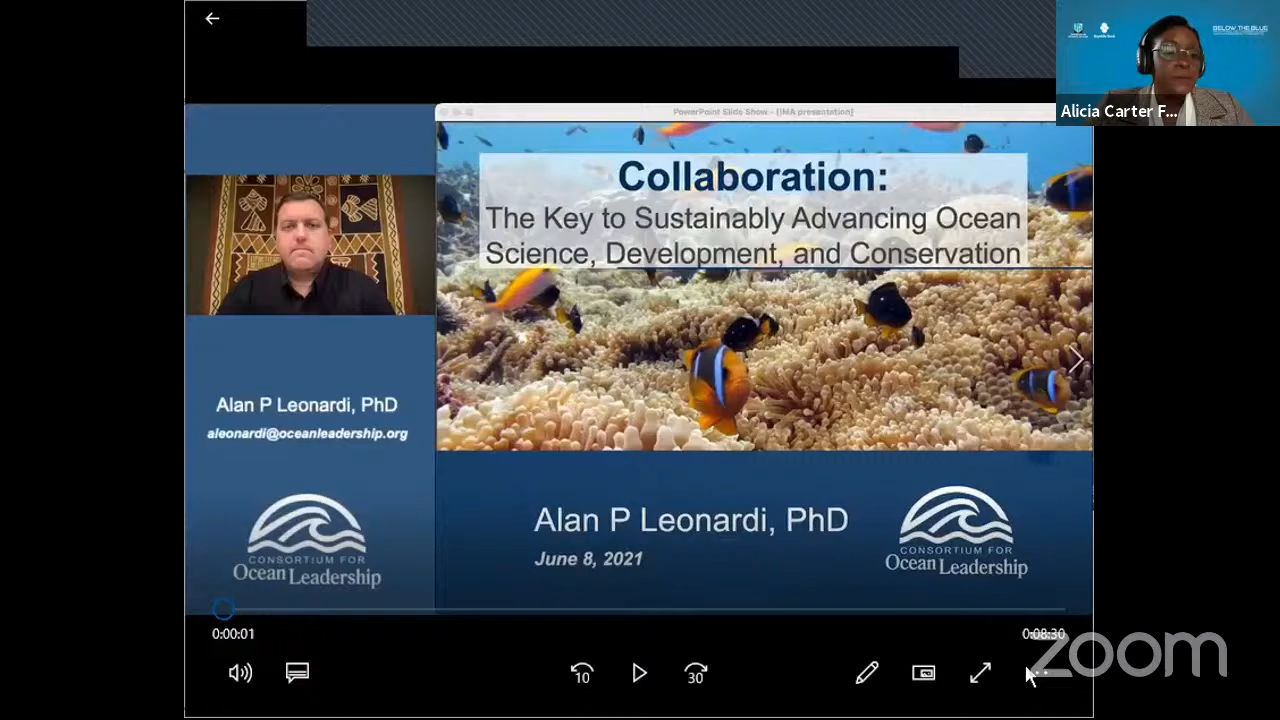 BELOW THE BLUE
Alicia Carter F...
PowerPoint Slide Show - [IMA presentation]
Collaboration:
The Key to Sustainably Advancing Ocean
Science, Development, and Conservation
Alan P Leonardi, PhD
aleonardi@oceanleadership.org
CONSORTIUM FOR
Ocean Leadership
Alan P Leonardi, PhD
June 8, 2021
CONSORTIUM FOR
Ocean Leadership
0:00:01
0:08:30
10
30
zoom